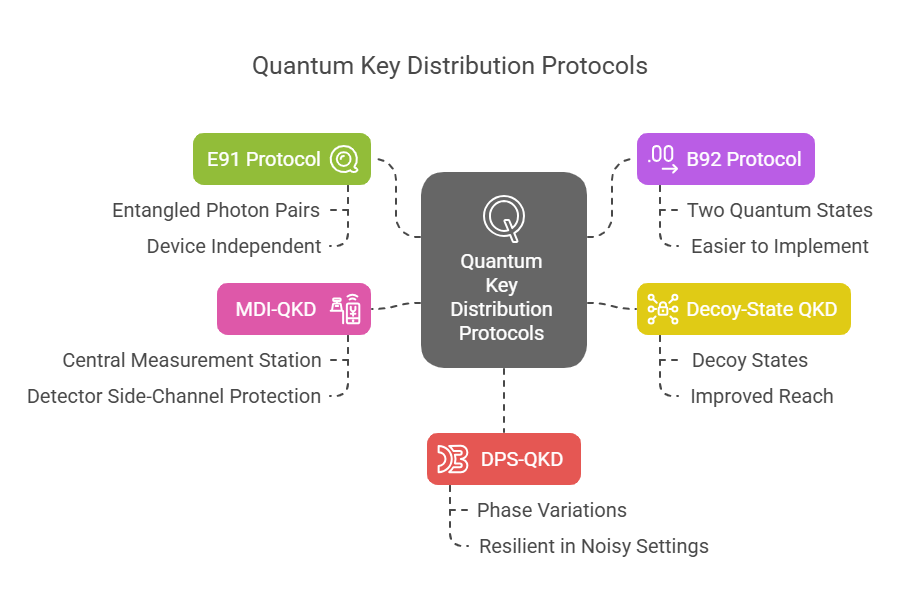 Quantum Key Distribution Protocols
E91 Protocol
Entangled Photon Pairs
Device Independent
MDI-QKD
Central Measurement Station
Detector Side-Channel Protection
Quantum
Key
Distribution
Protocols
.00
B92 Protocol
Two Quantum States
Easier to Implement
Decoy-State QKD
Decoy States
Improved Reach
DPS-QKD
Phase Variations
Resilient in Noisy Settings